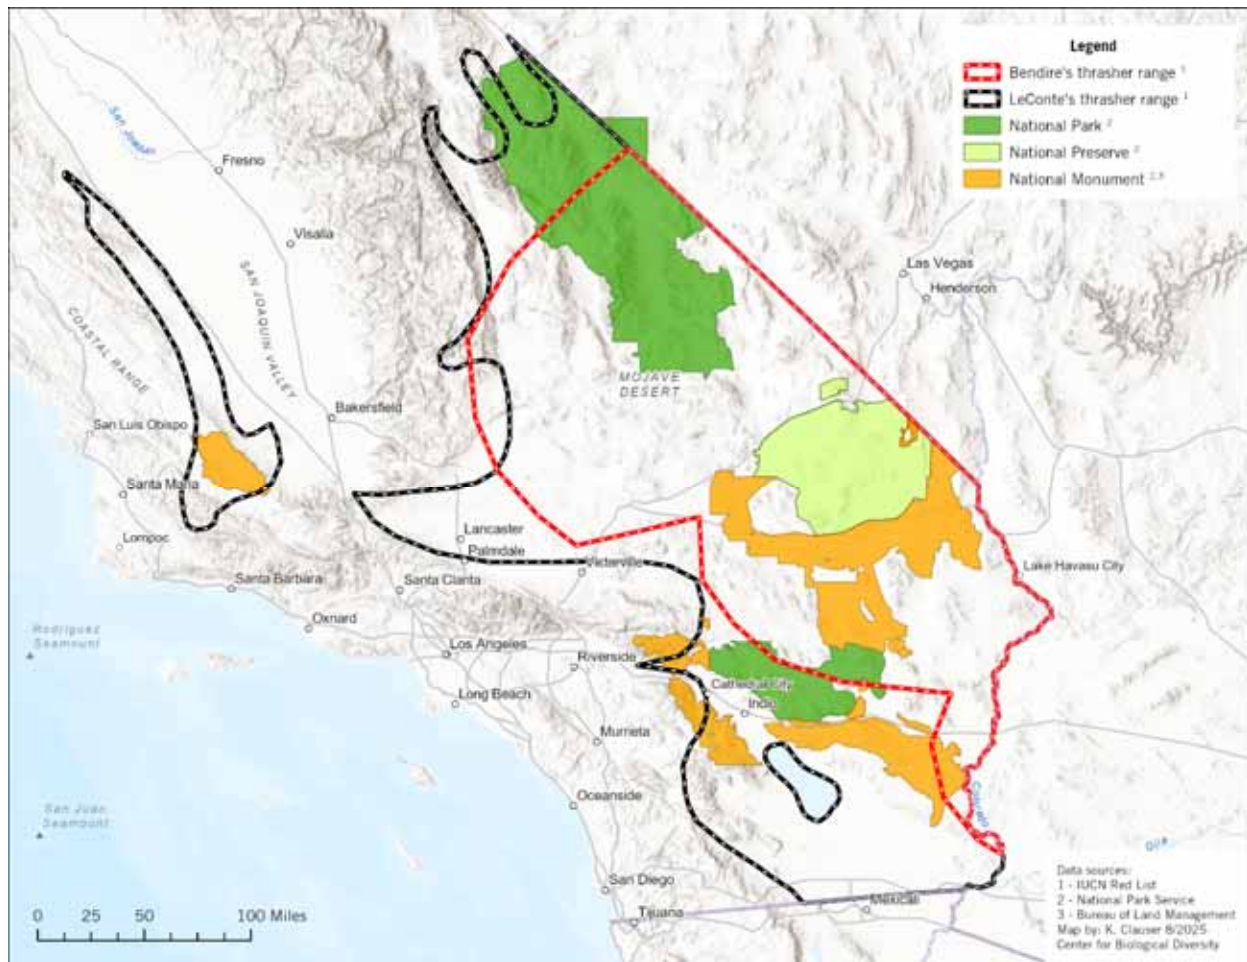 Legend
Bendire's thrasher range 1
LeConte's thrasher range 1
National Park 2
National Preserve 2
National Monument 2,3
San Joaquin
Fresno
Visalia
SAN JOAQUIN VALLEY
COASTAL RANGE
Las Vegas
Henderson
MOJAVE
DESERT
Bakersfield
San Luis Obispo
Santa Maria
Lompoc
Lancaster
Palmdale
Victorville
Lake Havasu City
Santa Barbara
Santa Clarita
Oxnard
Rodriguez
Seamount
Los Angeles
Riverside
Cathedral City
Long Beach
Indio
Murrieta
Oceanside
San Juan
Seamount
Colorado
Gila
San Diego
Mexicali
Tijuana
0 25 50 100 Miles
Data sources:
1 - IUCN Red List
2 - National Park Service
3 - Bureau of Land Management
Map by: K. Clauser 8/2025
Center for Biological Diversity